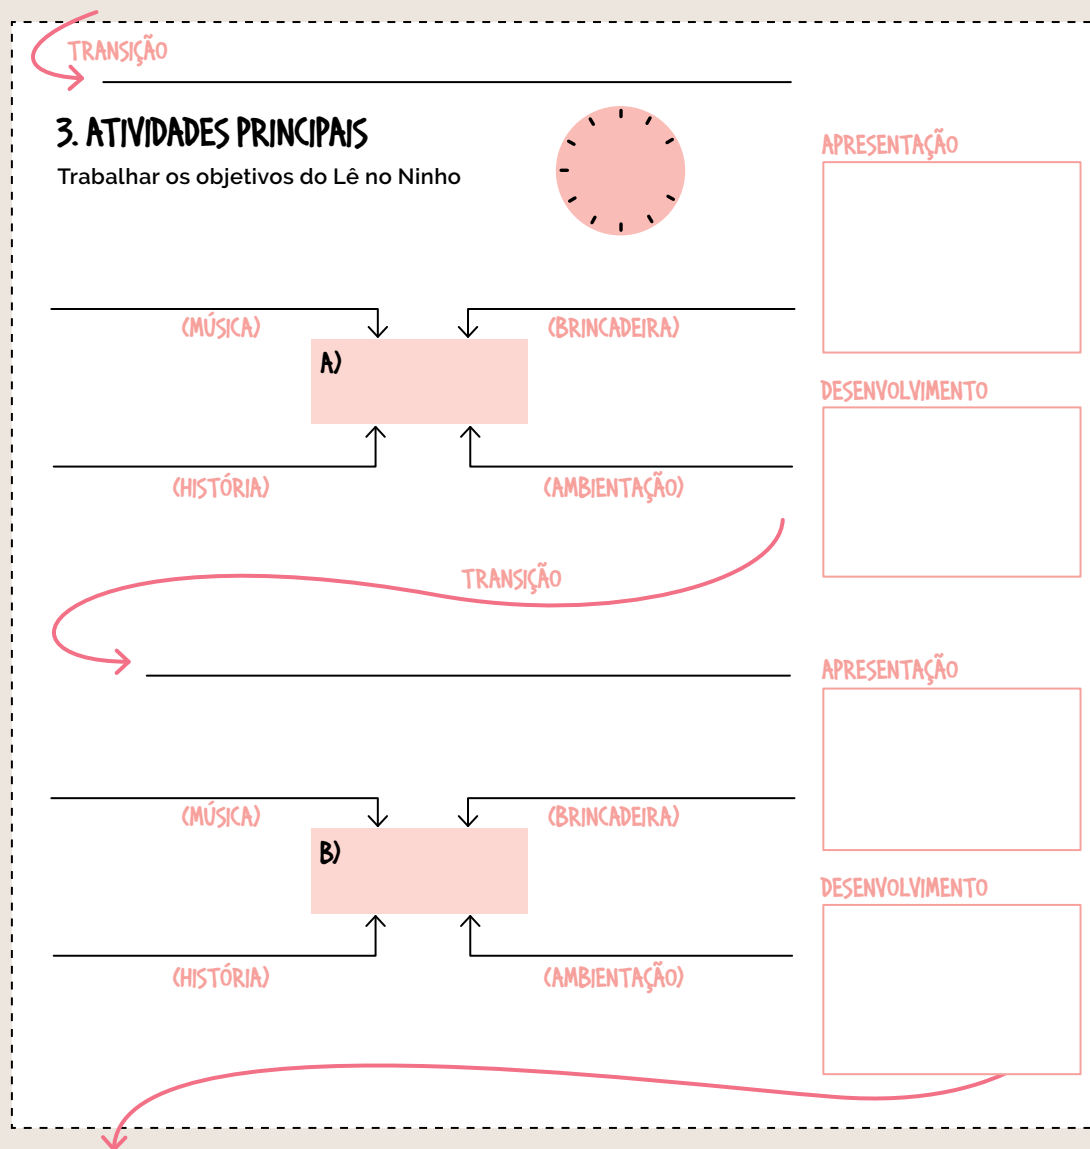 TRANSIÇÃO
3. ATIVIDADES PRINCIPAIS
Trabalhar os objetivos do Lê no Ninho
APRESENTAÇÃO
(MÚSICA)
(BRINCADEIRA)
A)
DESENVOLVIMENTO
(HISTÓRIA)
(AMBIENTAÇÃO)
TRANSIÇÃO
APRESENTAÇÃO
(MÚSICA)
(BRINCADEIRA)
B)
DESENVOLVIMENTO
(HISTÓRIA)
(AMBIENTAÇÃO)